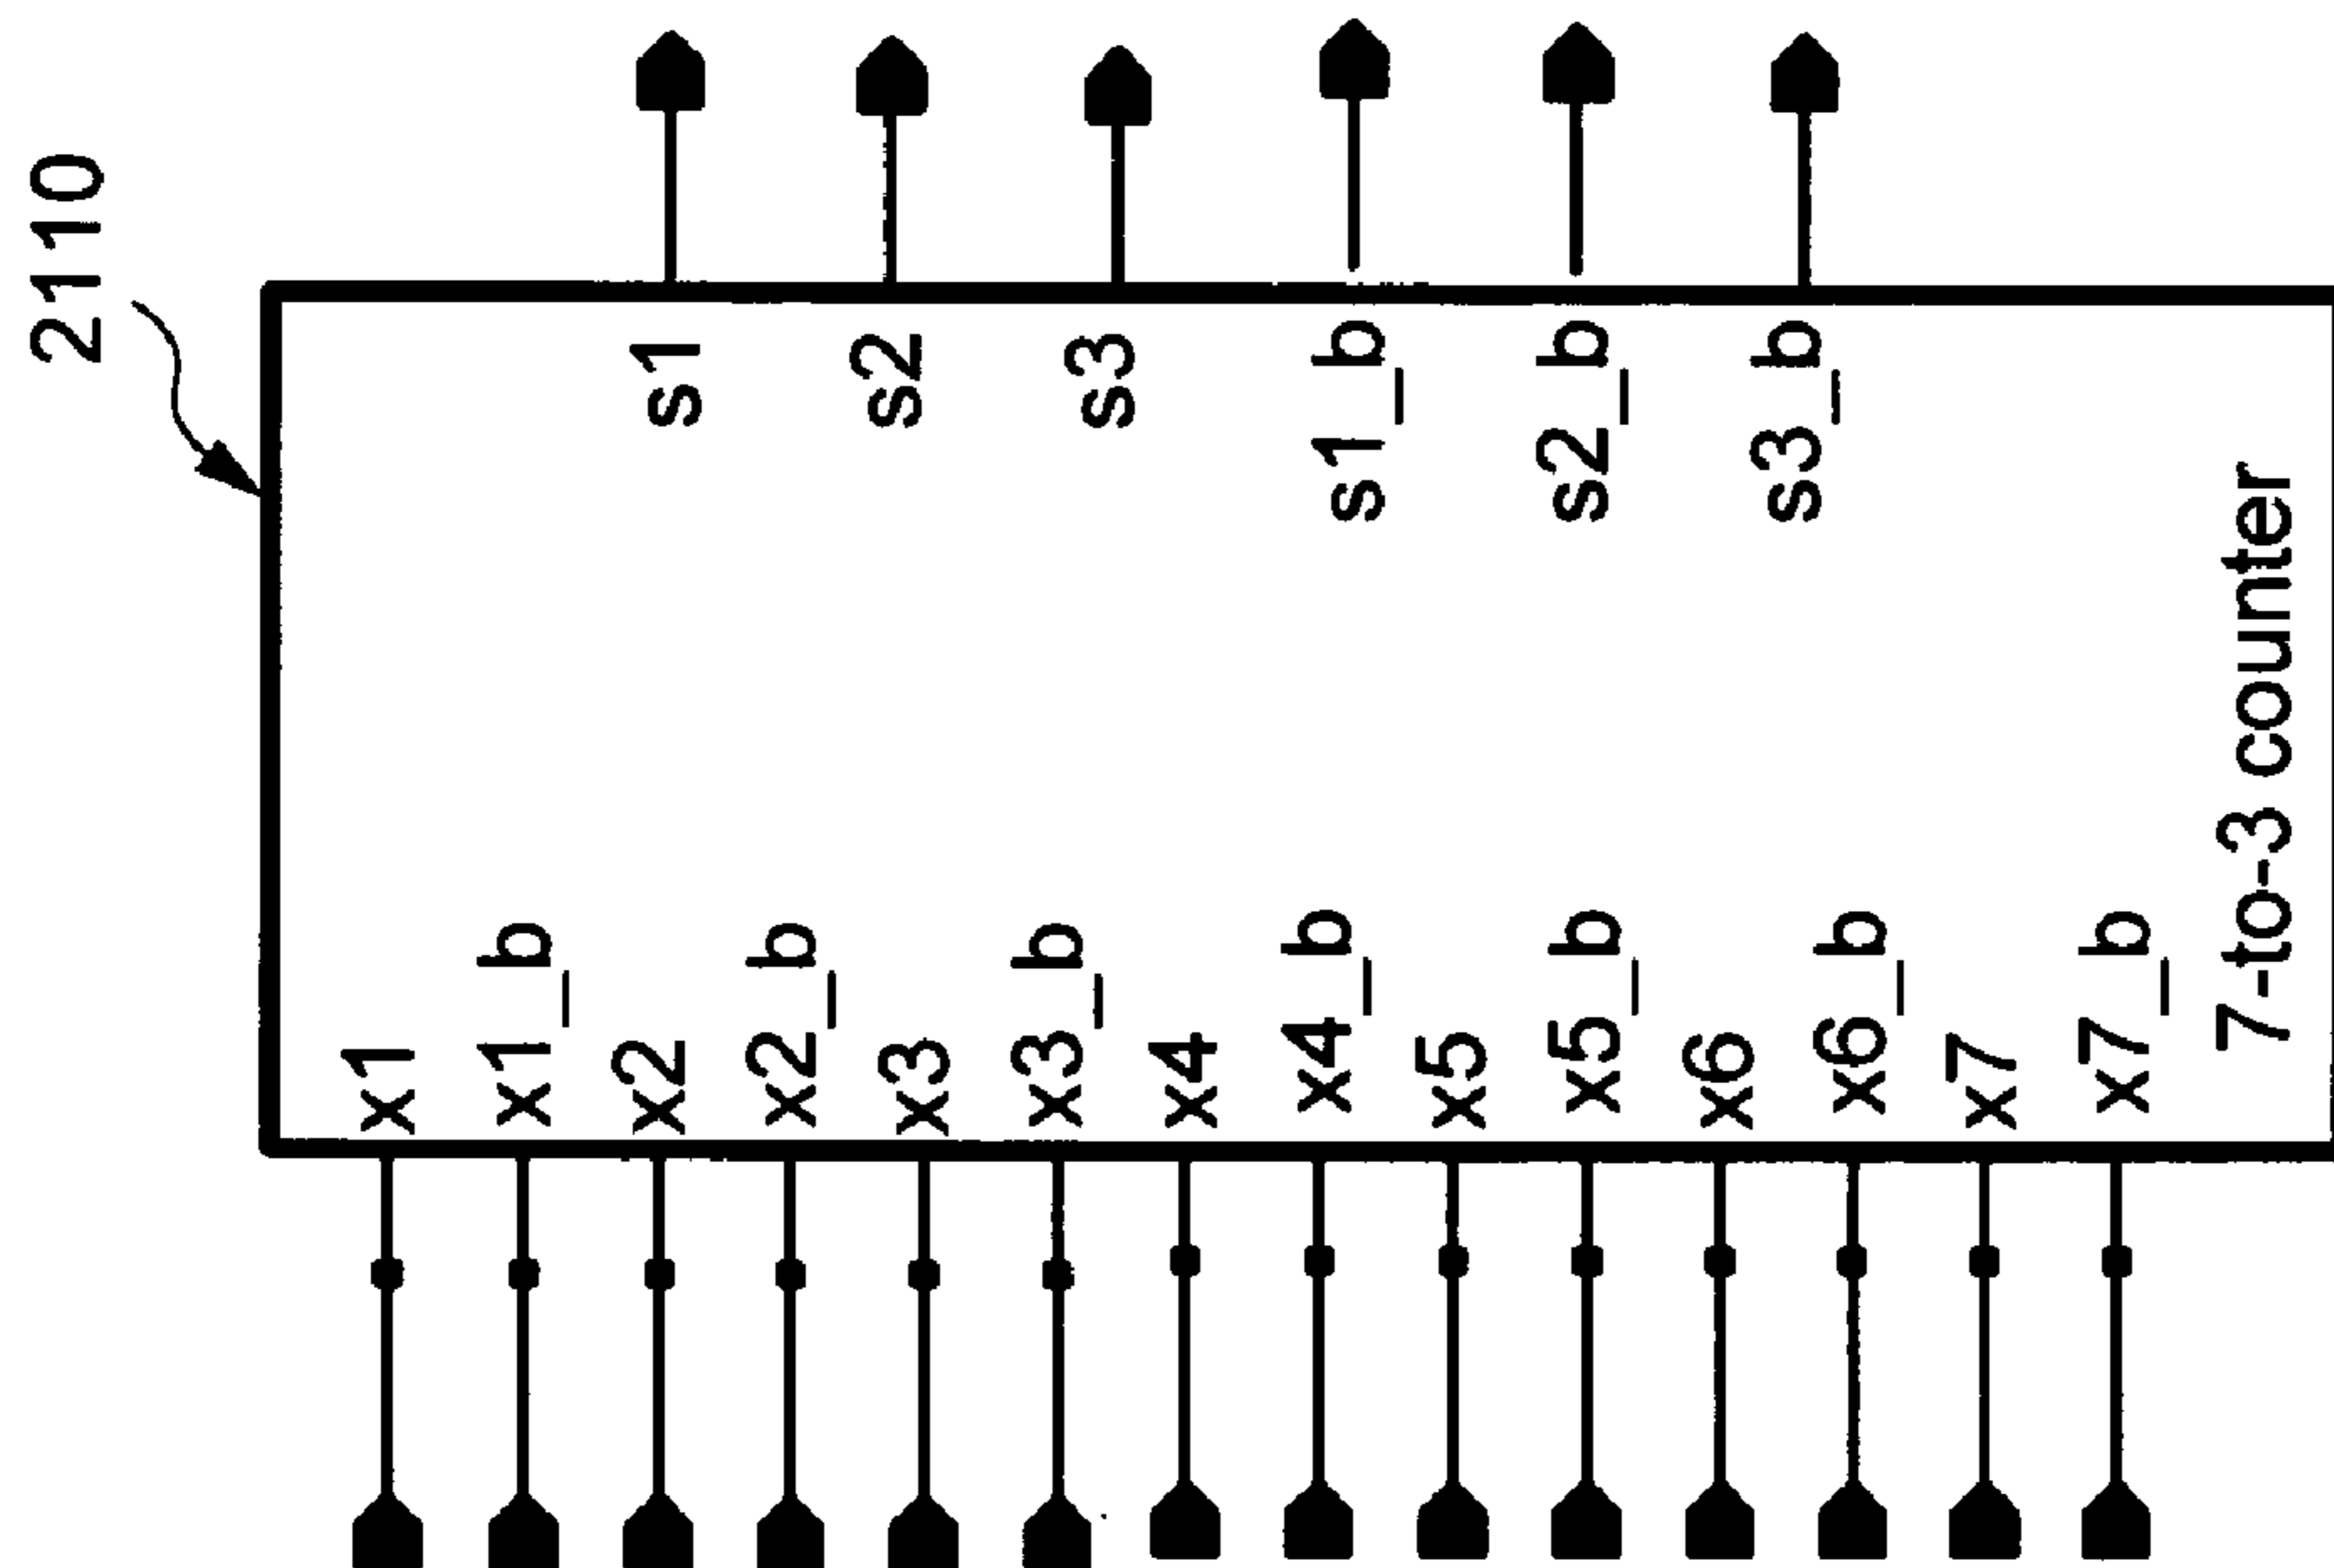 2110
x1
x1_b
x2
x2_b
x3
x3_b
x4
x4_b
x5
x5_b
x6
x6_b
x7
x7_b
s1
s2
s3
s1_b
s2_b
s3_b
7-to-3 counter